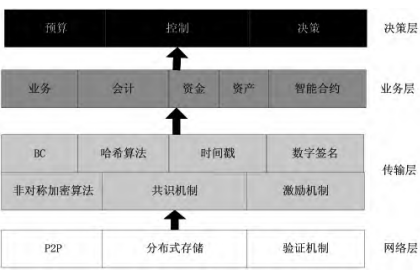 预算 控制 决策 决策层
业务 会计 资金 资产 智能合约 业务层
BC 哈希算法 时间戳 数字签名
传输层
非对称加密算法 共识机制 激励机制
P2P 分布式存储 验证机制 网络层